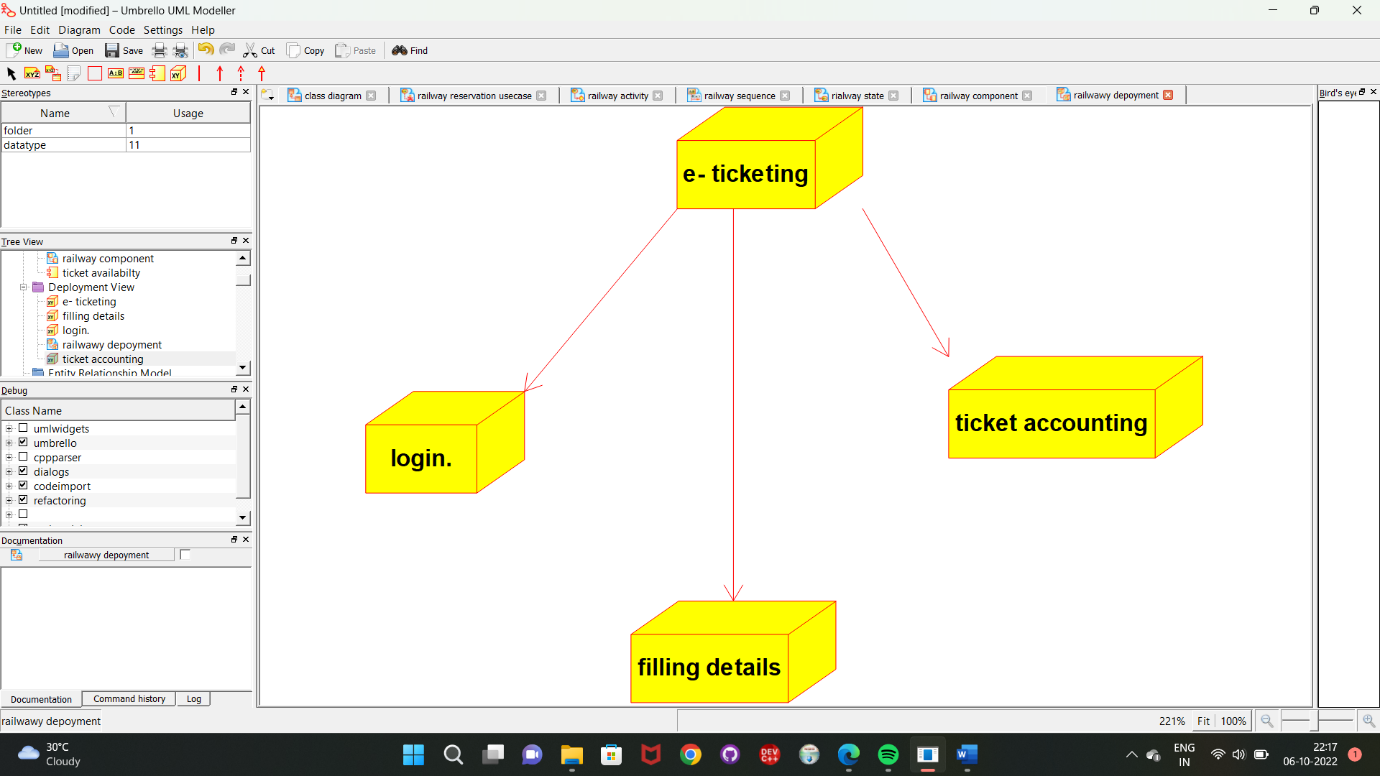 Untitled [modified] – Umbrello UML Modeller
File Edit Diagram Code Settings Help
New Open Save Cut Copy Paste Find
Stereotypes
Name Usage
folder 1
datatype 11
class diagram railway reservation usecase railway activity railway sequence rialway state railway component railwawy depoyment
Bird's eye
Tree View
railway component
ticket availabilty
Deployment View
e- ticketing
filling details
login.
railwawy depoyment
ticket accounting
Entity Relationship Model
Debug
Class Name
umlwidgets
umbrello
cppparser
dialogs
codeimport
refactoring
Documentation
railwawy depoyment
Documentation Command history Log
e- ticketing
login.
ticket accounting
filling details
railwawy depoyment
221% Fit 100%
30°C
Cloudy
ENG
IN
22:17
06-10-2022
1